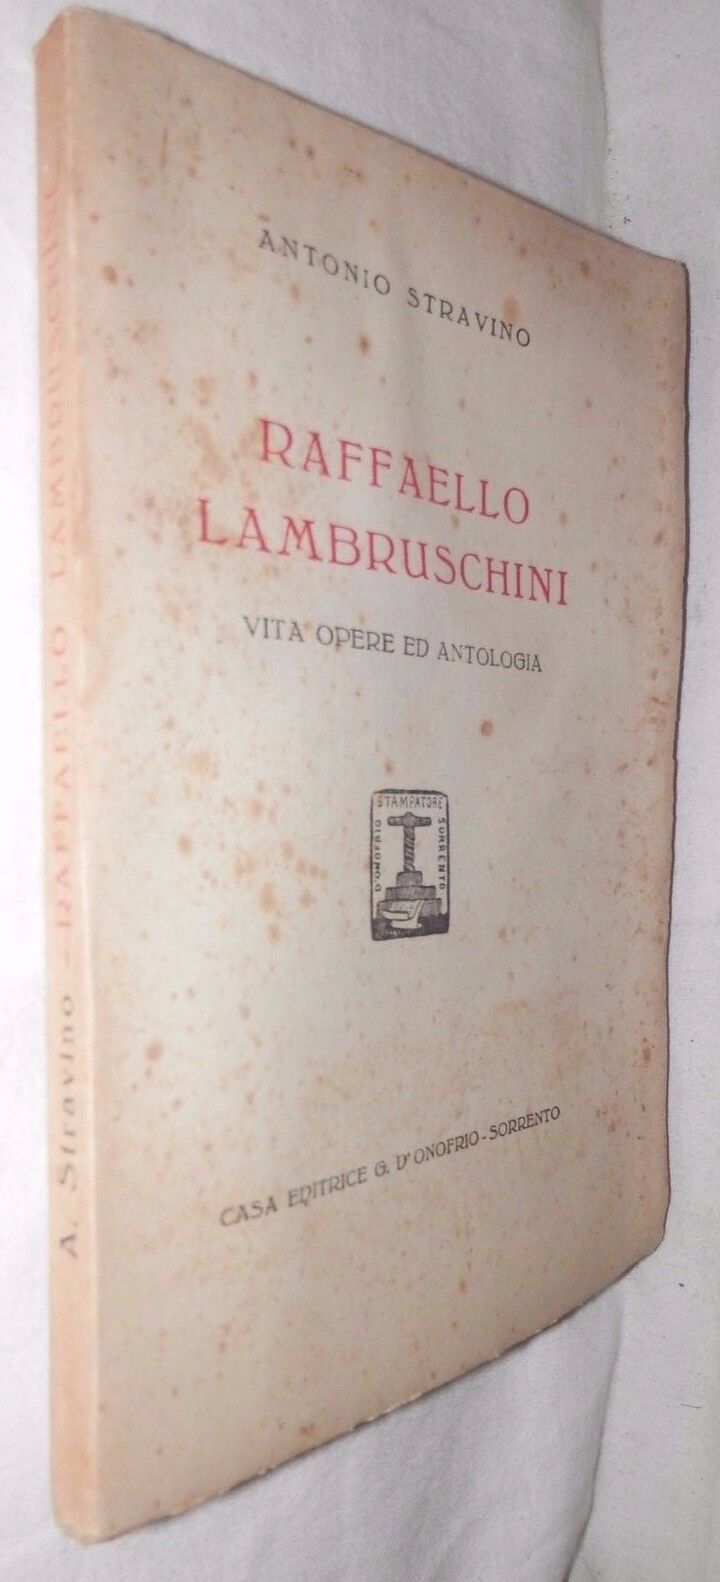 ANTONIO STRAVINO
RAFFAELLO
LAMBRUSCHINI
VITA OPERE ED ANTOLOGIA
D'ONOFRIO STAMPATORE SORRENTO
CASA EDITRICE G. D'ONOFRIO - SORRENTO
A. Stravino - RAFFAELLO LAMBRUSCHINI